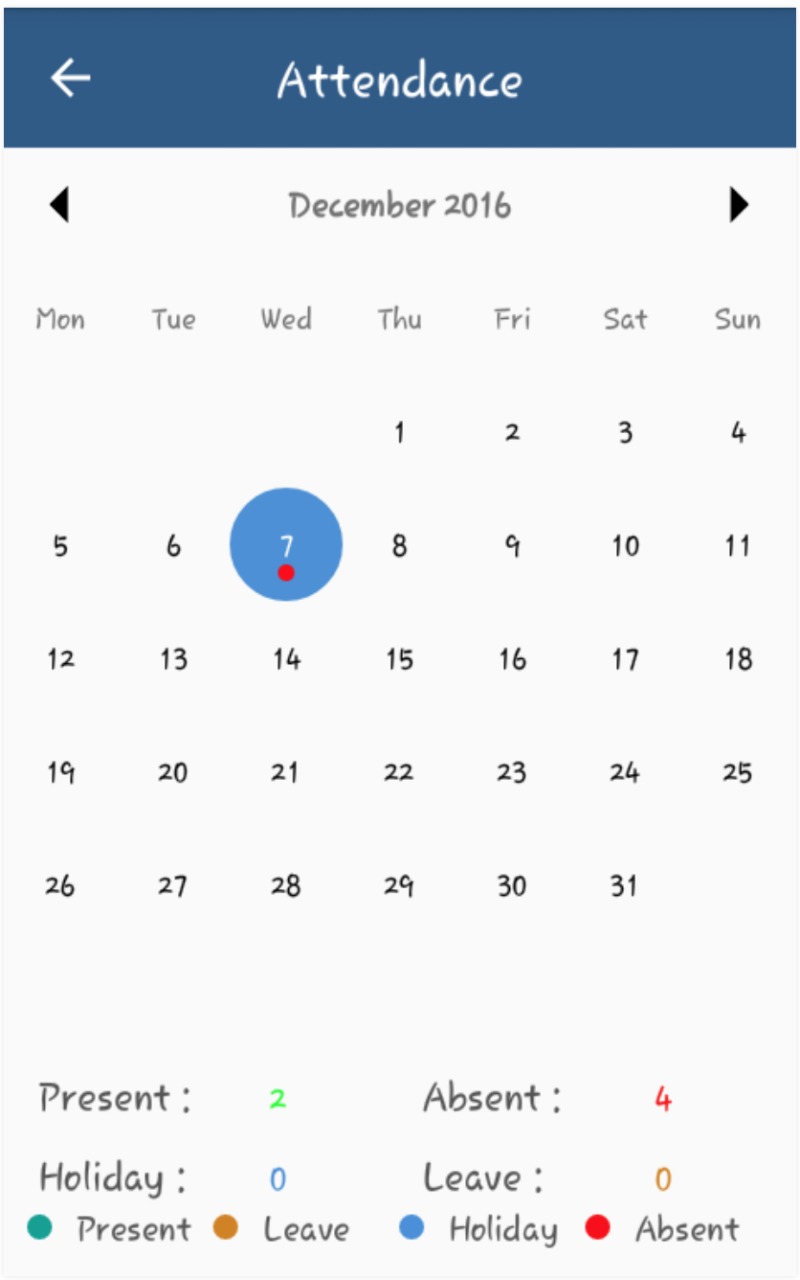 Attendance
December 2016
Mon Tue Wed Thu Fri Sat Sun
1 2 3 4
5 6 7 8 9 10 11
12 13 14 15 16 17 18
19 20 21 22 23 24 25
26 27 28 29 30 31
Present : 2 Absent : 4
Holiday : 0 Leave : 0
Present Leave Holiday Absent